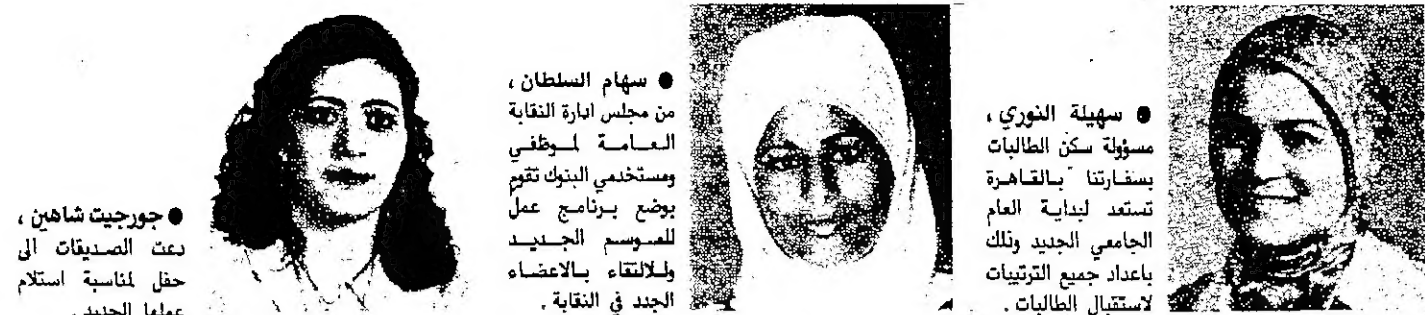 ● سهيلة النوري ،
مسؤولة سكن الطالبات
بسفارتنا بالقاهرة
تستعد لبداية العام
الجامعي الجديد وذلك
باعداد جميع الترتيبات
لاستقبال الطالبات .
● سهام السلطان ،
من مجلس ادارة النقابة
العامة لموظفي
ومستخدمي البنوك تقوم
بوضع برنامج عمل
للموسم الجديد
وللالتقاء بالاعضاء
الجدد في النقابة .
● جورجيت شاهين ،
دعت الصديقات الى
حفل لمناسبة استلام
عملها الجديد .